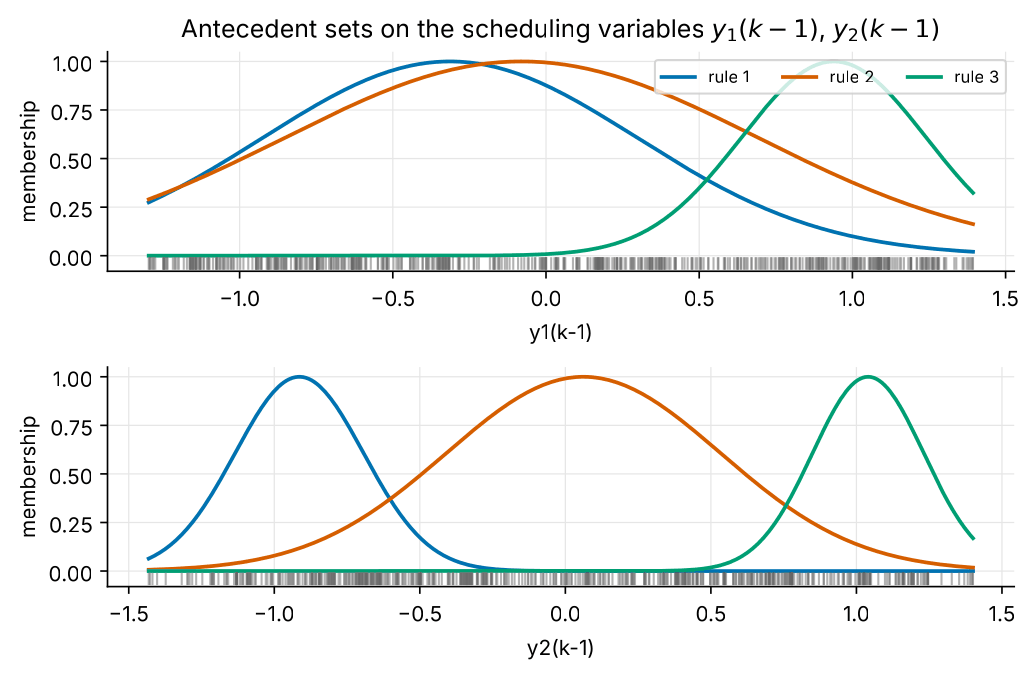 Antecedent sets on the scheduling variables y₁(k − 1), y₂(k − 1)
1.00
0.75
0.50
0.25
0.00
membership
rule 1 rule 2 rule 3
−1.0 −0.5 0.0 0.5 1.0 1.5
y1(k-1)
1.00
0.75
0.50
0.25
0.00
membership
−1.5 −1.0 −0.5 0.0 0.5 1.0 1.5
y2(k-1)